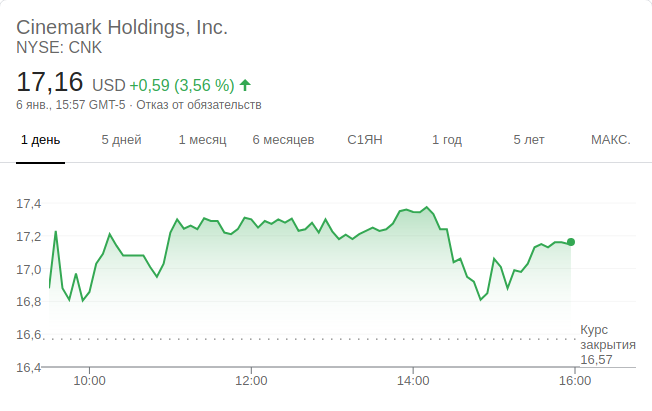 Cinemark Holdings, Inc.
NYSE: CNK
17,16 USD +0,59 (3,56 %)
6 янв., 15:57 GMT-5 · Отказ от обязательств
1 день 5 дней 1 месяц 6 месяцев С1ЯН 1 год 5 лет МАКС.
17,4
17,2
17,0
16,8
16,6
16,4
Курс
закрытия
16,57
10:00 12:00 14:00 16:00